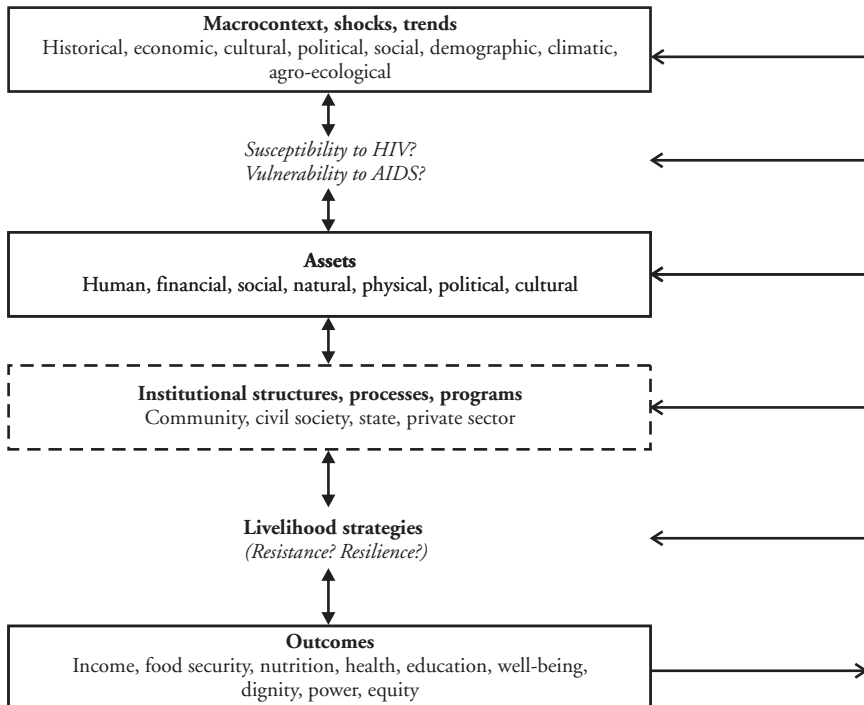 Macrocontext, shocks, trends
Historical, economic, cultural, political, social, demographic, climatic,
agro-ecological
Susceptibility to HIV?
Vulnerability to AIDS?
Assets
Human, financial, social, natural, physical, political, cultural
Institutional structures, processes, programs
Community, civil society, state, private sector
Livelihood strategies
(Resistance? Resilience?)
Outcomes
Income, food security, nutrition, health, education, well-being,
dignity, power, equity